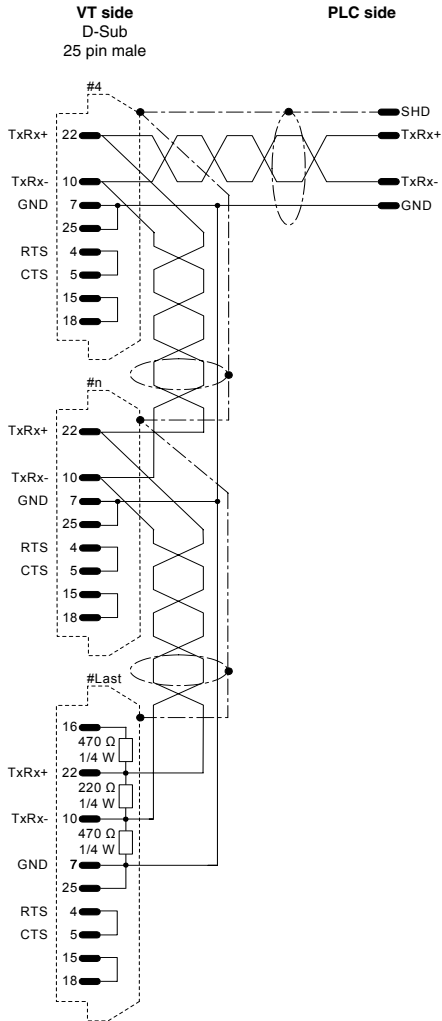 VT side
D-Sub
25 pin male
PLC side
#4
SHD
TxRx+ 22 TxRx+
TxRx- 10 TxRx-
GND 7 GND
25
RTS 4
CTS 5
15
18
#n
TxRx+ 22
TxRx- 10
GND 7
25
RTS 4
CTS 5
15
18
#Last
16
470 Ω
1/4 W
TxRx+ 22
220 Ω
1/4 W
TxRx- 10
470 Ω
1/4 W
GND 7
25
RTS 4
CTS 5
15
18